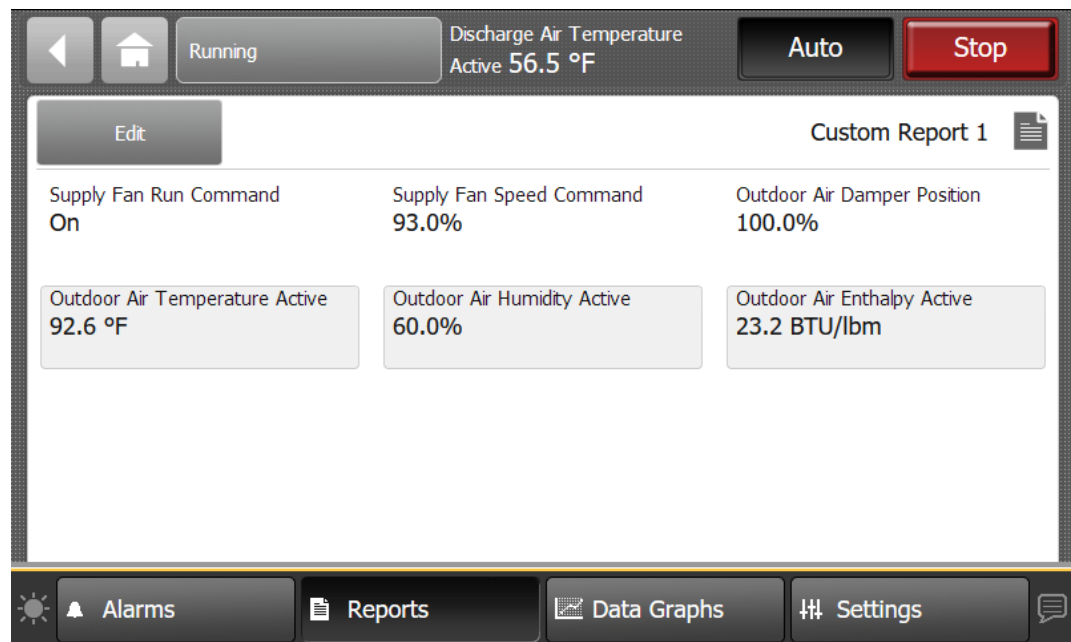 Running
Discharge Air Temperature
Active 56.5 ºF
Auto
Stop
Edit
Custom Report 1
Supply Fan Run Command
On
Supply Fan Speed Command
93.0%
Outdoor Air Damper Position
100.0%
Outdoor Air Temperature Active
92.6 ºF
Outdoor Air Humidity Active
60.0%
Outdoor Air Enthalpy Active
23.2 BTU/lbm
Alarms
Reports
Data Graphs
Settings